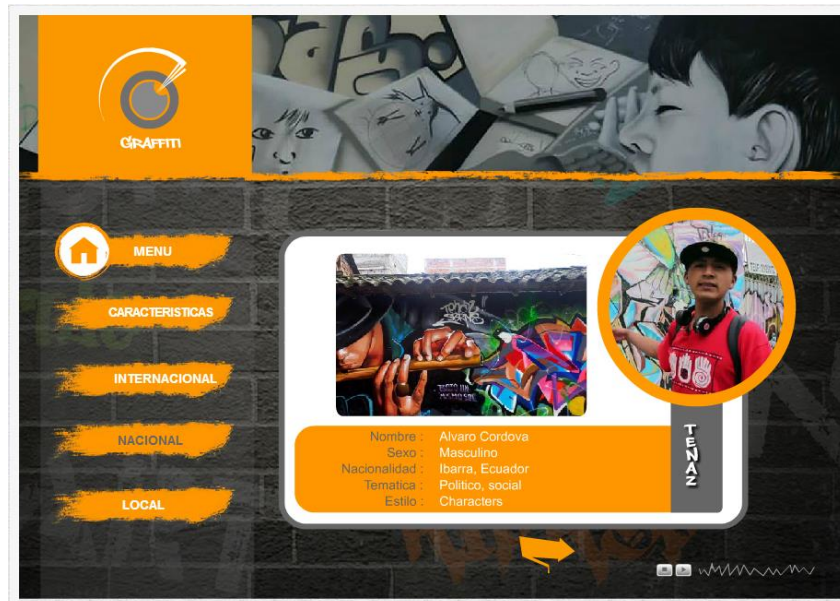 GRAFFITI
MENU
CARACTERISTICAS
INTERNACIONAL
NACIONAL
LOCAL
Nombre : Alvaro Cordova
Sexo : Masculino
Nacionalidad : Ibarra, Ecuador
Tematica : Politico, social
Estilo : Characters
TENAZ